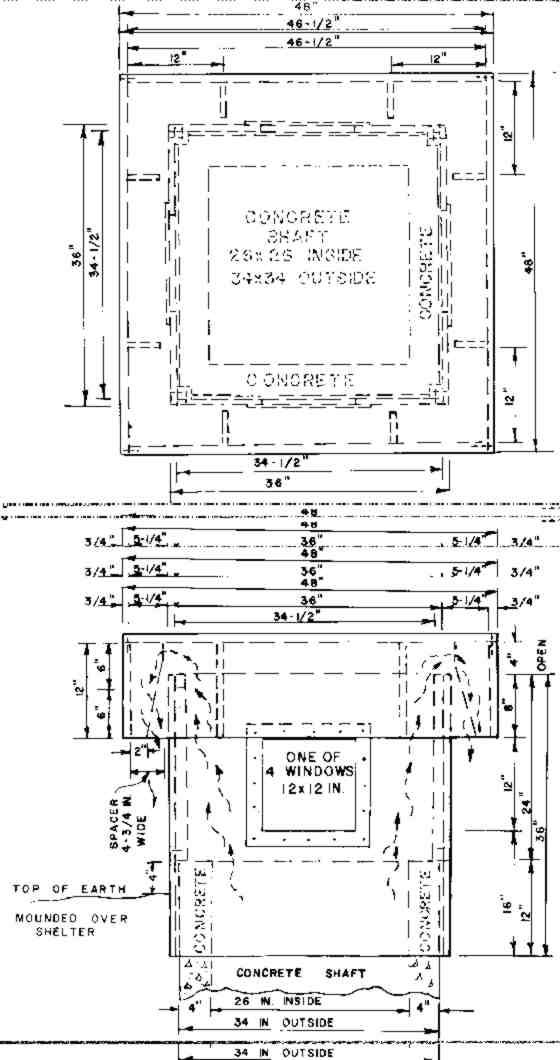 48"
46-1/2"
46-1/2"
12" 12"
12"
36"
34-1/2"
CONCRETE
SHAFT
26x26 INSIDE
34x34 OUTSIDE
CONCRETE
48"
CONCRETE
12"
34-1/2"
36"
48
48
3/4" 5-1/4" 36" 5-1/4" 3/4"
48"
3/4" 5-1/4" 36" 5-1/4" 3/4"
48"
3/4" 5-1/4" 36" 5-1/4" 3/4"
34-1/2"
12"
6"
6"
4"
OPEN
8"
2"
SPACER
4-3/4 IN.
WIDE
ONE OF
4 WINDOWS
12x12 IN.
12"
24"
36"
4"
TOP OF EARTH
MOUNDED OVER
SHELTER
CONCRETE
CONCRETE
16"
12"
CONCRETE SHAFT
4" 26 IN. INSIDE 4"
34 IN OUTSIDE
34 IN OUTSIDE